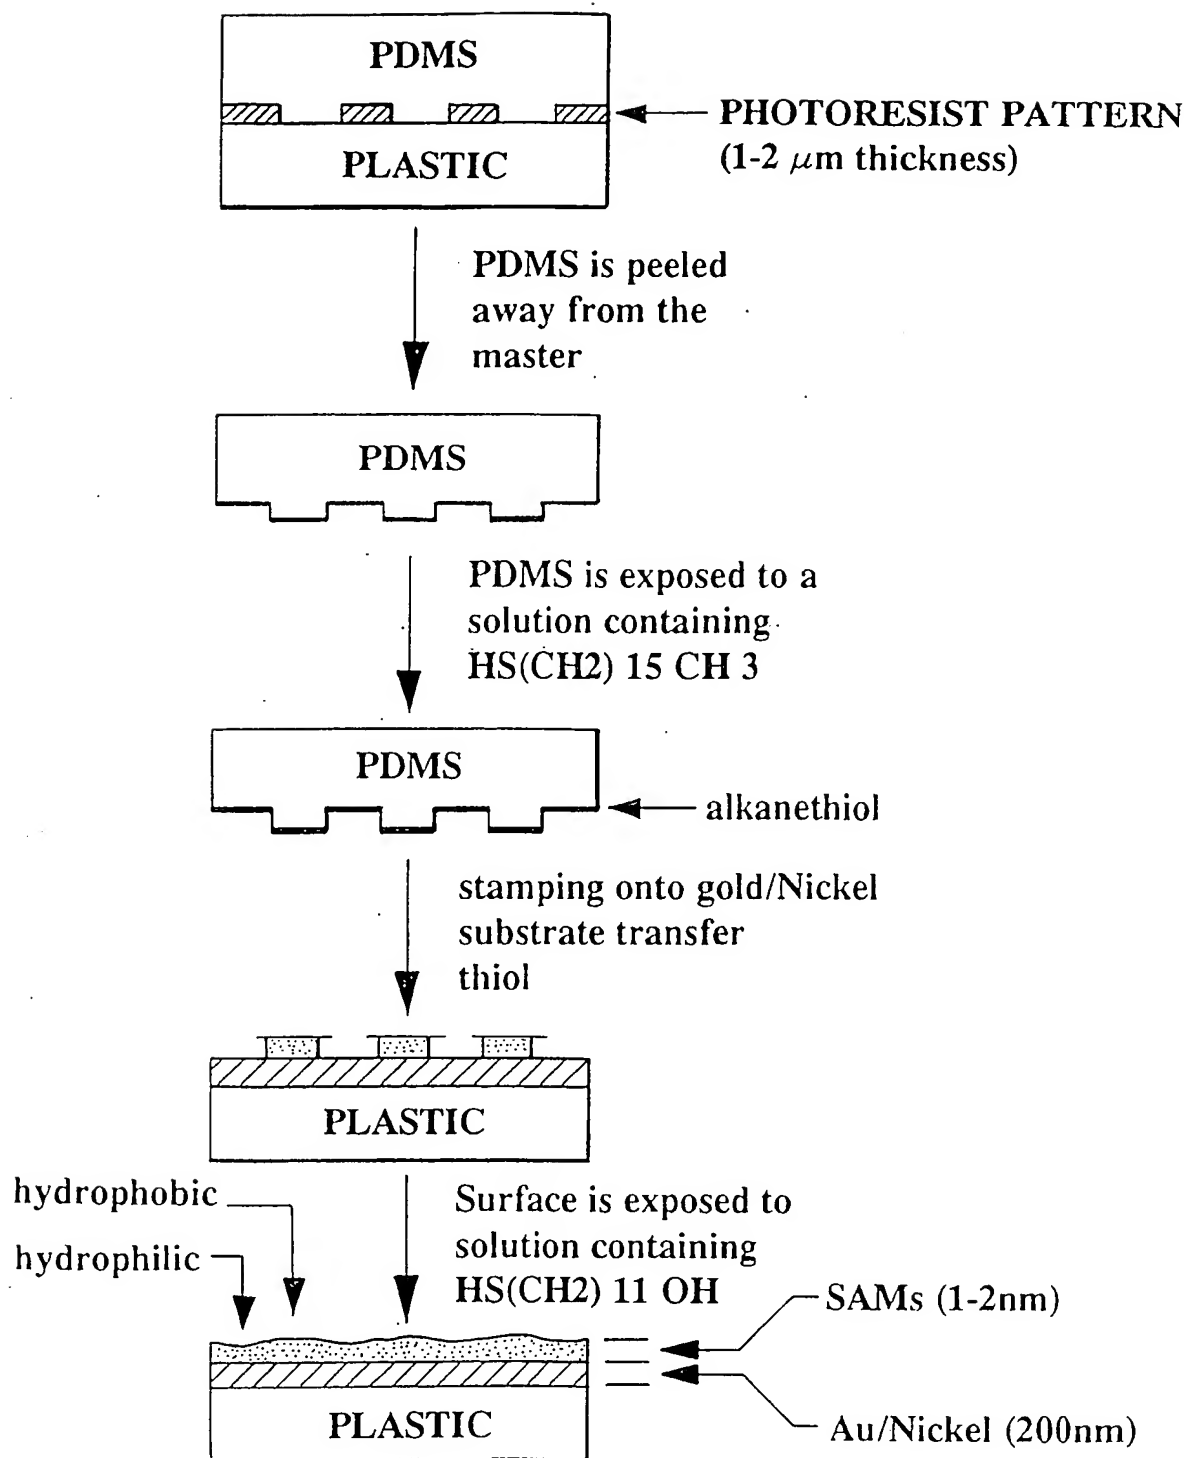 PDMS
PHOTORESIST PATTERN
(1-2 μm thickness)
PLASTIC
PDMS is peeled
away from the
master
PDMS
PDMS is exposed to a
solution containing
HS(CH2) 15 CH 3
PDMS
alkanethiol
stamping onto gold/Nickel
substrate transfer
thiol
PLASTIC
hydrophobic
hydrophilic
Surface is exposed to
solution containing
HS(CH2) 11 OH
SAMs (1-2nm)
PLASTIC
Au/Nickel (200nm)